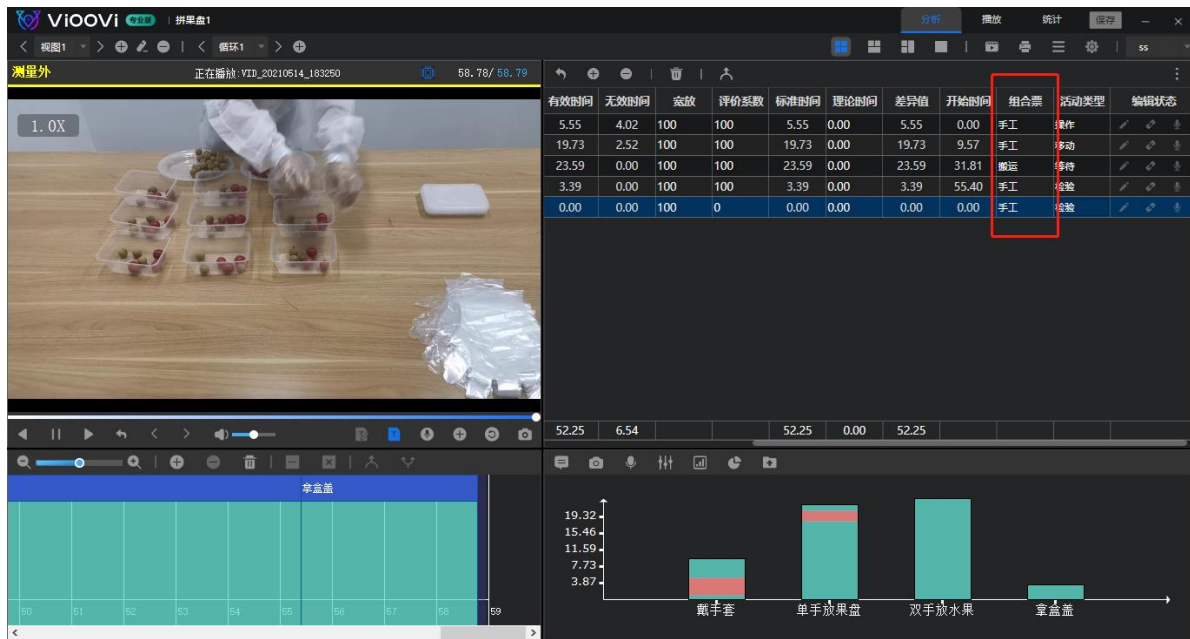 ViOOVi 专业版 拼果盘1 分析 播放 统计 保存
视图1 循环1 ss
测量外 正在播放:VID_20210514_183250 58.78/58.79
1.0X
有效时间 无效时间 宽放 评价系数 标准时间 理论时间 差异值 开始时间 组合票 活动类型 编辑状态
5.55 4.02 100 100 5.55 0.00 5.55 0.00 手工 操作
19.73 2.52 100 100 19.73 0.00 19.73 9.57 手工 移动
23.59 0.00 100 100 23.59 0.00 23.59 31.81 搬运 等待
3.39 0.00 100 100 3.39 0.00 3.39 55.40 手工 检验
0.00 0.00 100 0 0.00 0.00 0.00 0.00 手工 检验
52.25 6.54 52.25 0.00 52.25
拿盒盖
50 51 52 53 54 55 56 57 58 59
19.32
15.46
11.59
7.73
3.87
戴手套 单手放果盘 双手放水果 拿盒盖